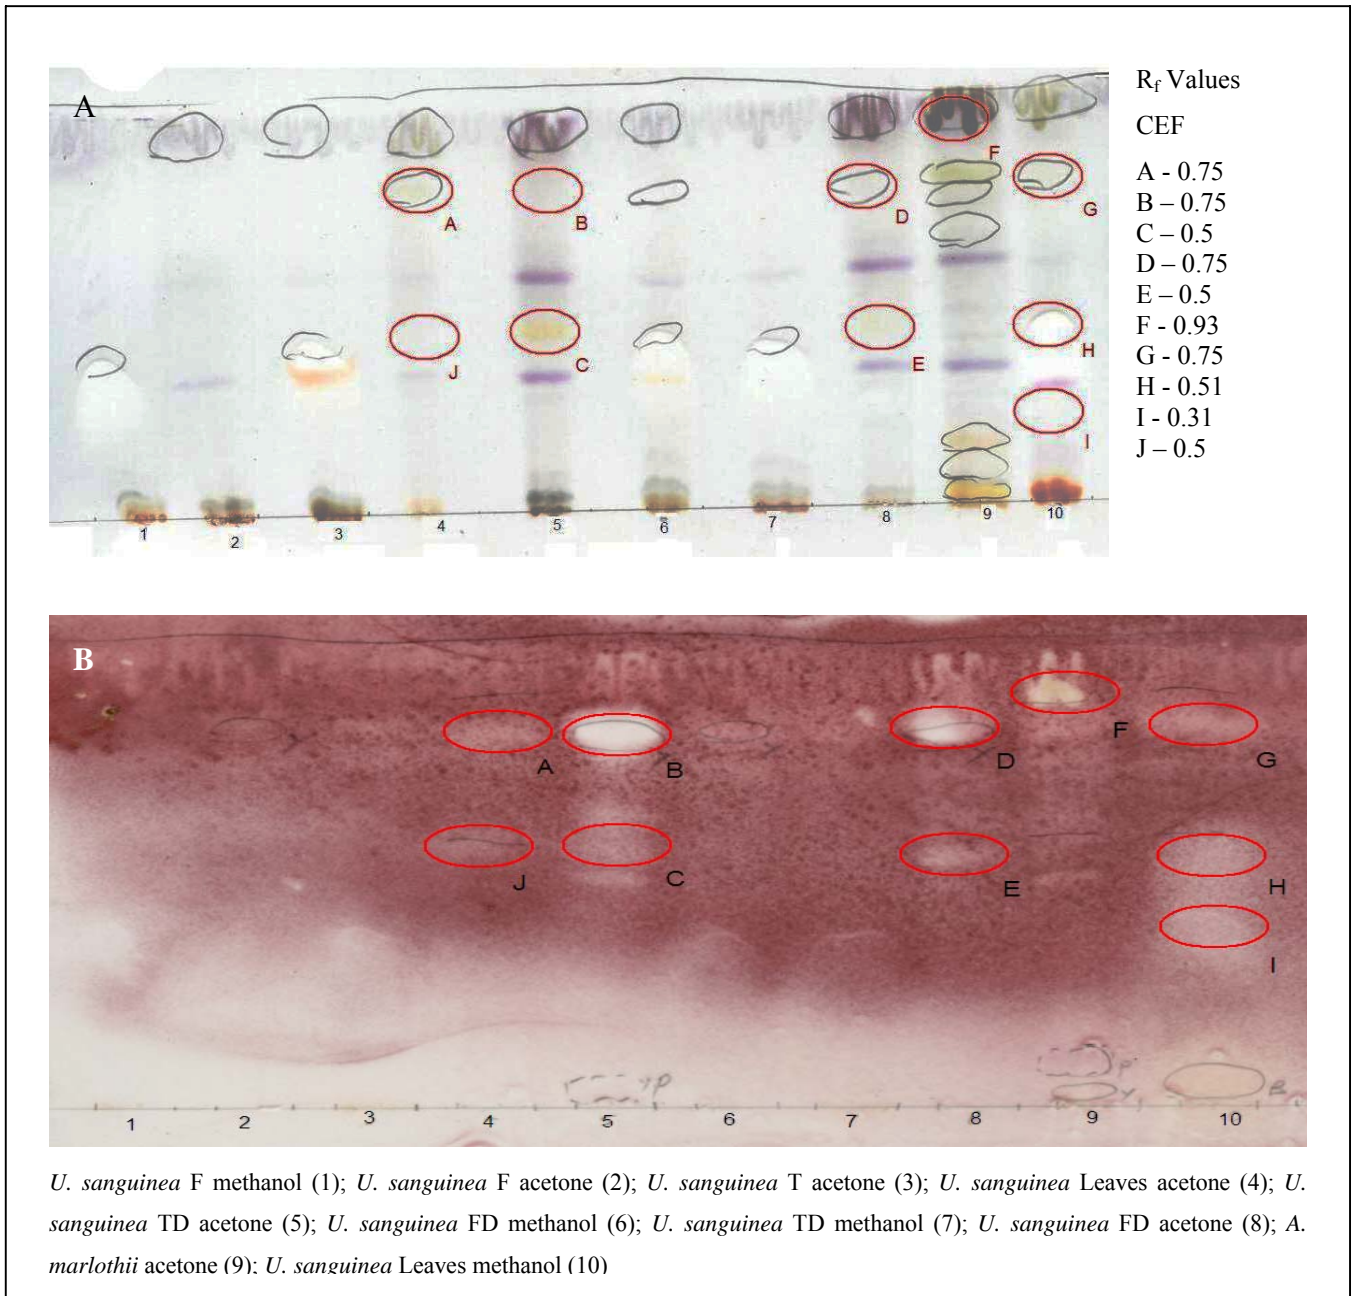 A
R_f Values
CEF
A - 0.75
B – 0.75
C – 0.5
D – 0.75
E – 0.5
F - 0.93
G - 0.75
H - 0.51
I - 0.31
J – 0.5
F
A
B
D
G
J
C
E
H
I
1 2 3 4 5 6 7 8 9 10
B
F
A
B
D
G
J
C
E
H
I
1 2 3 4 5 6 7 8 9 10
U. sanguinea F methanol (1); U. sanguinea F acetone (2); U. sanguinea T acetone (3); U. sanguinea Leaves acetone (4); U.
sanguinea TD acetone (5); U. sanguinea FD methanol (6); U. sanguinea TD methanol (7); U. sanguinea FD acetone (8); A.
marlothii acetone (9); U. sanguinea Leaves methanol (10)